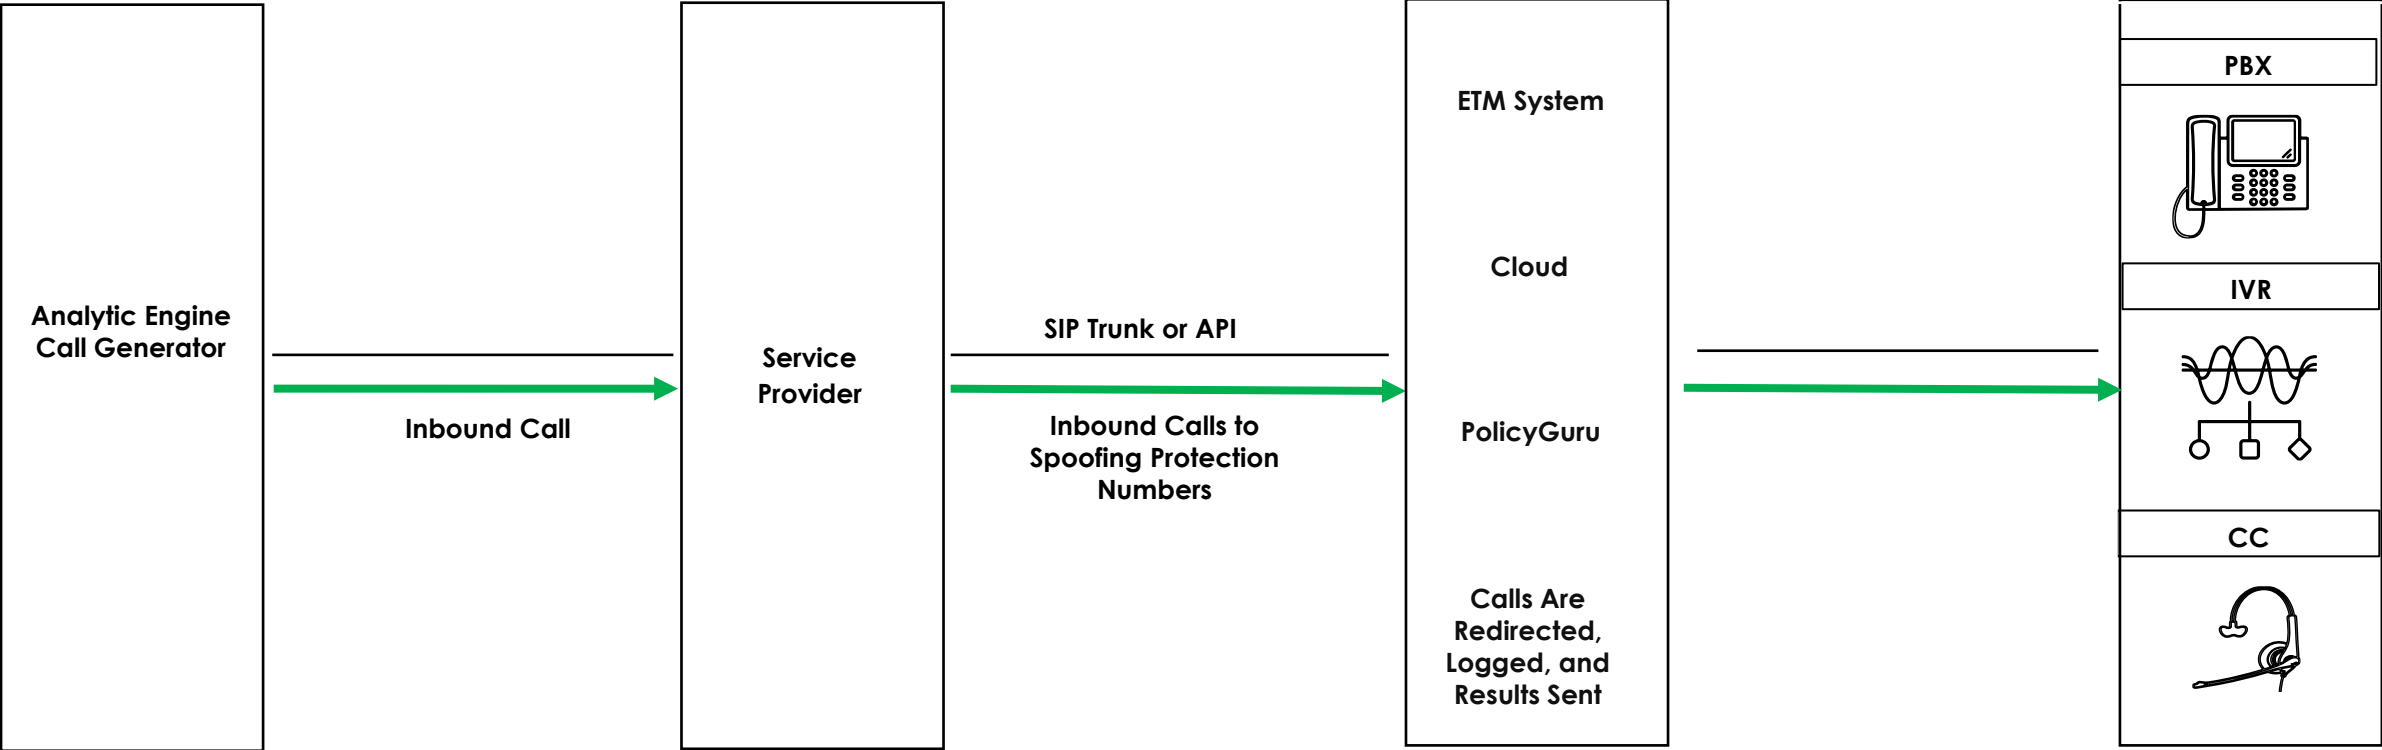 Analytic Engine
Call Generator
Inbound Call
Service
Provider
SIP Trunk or API
Inbound Calls to
Spoofing Protection
Numbers
ETM System
Cloud
PolicyGuru
Calls Are
Redirected,
Logged, and
Results Sent
PBX
IVR
CC